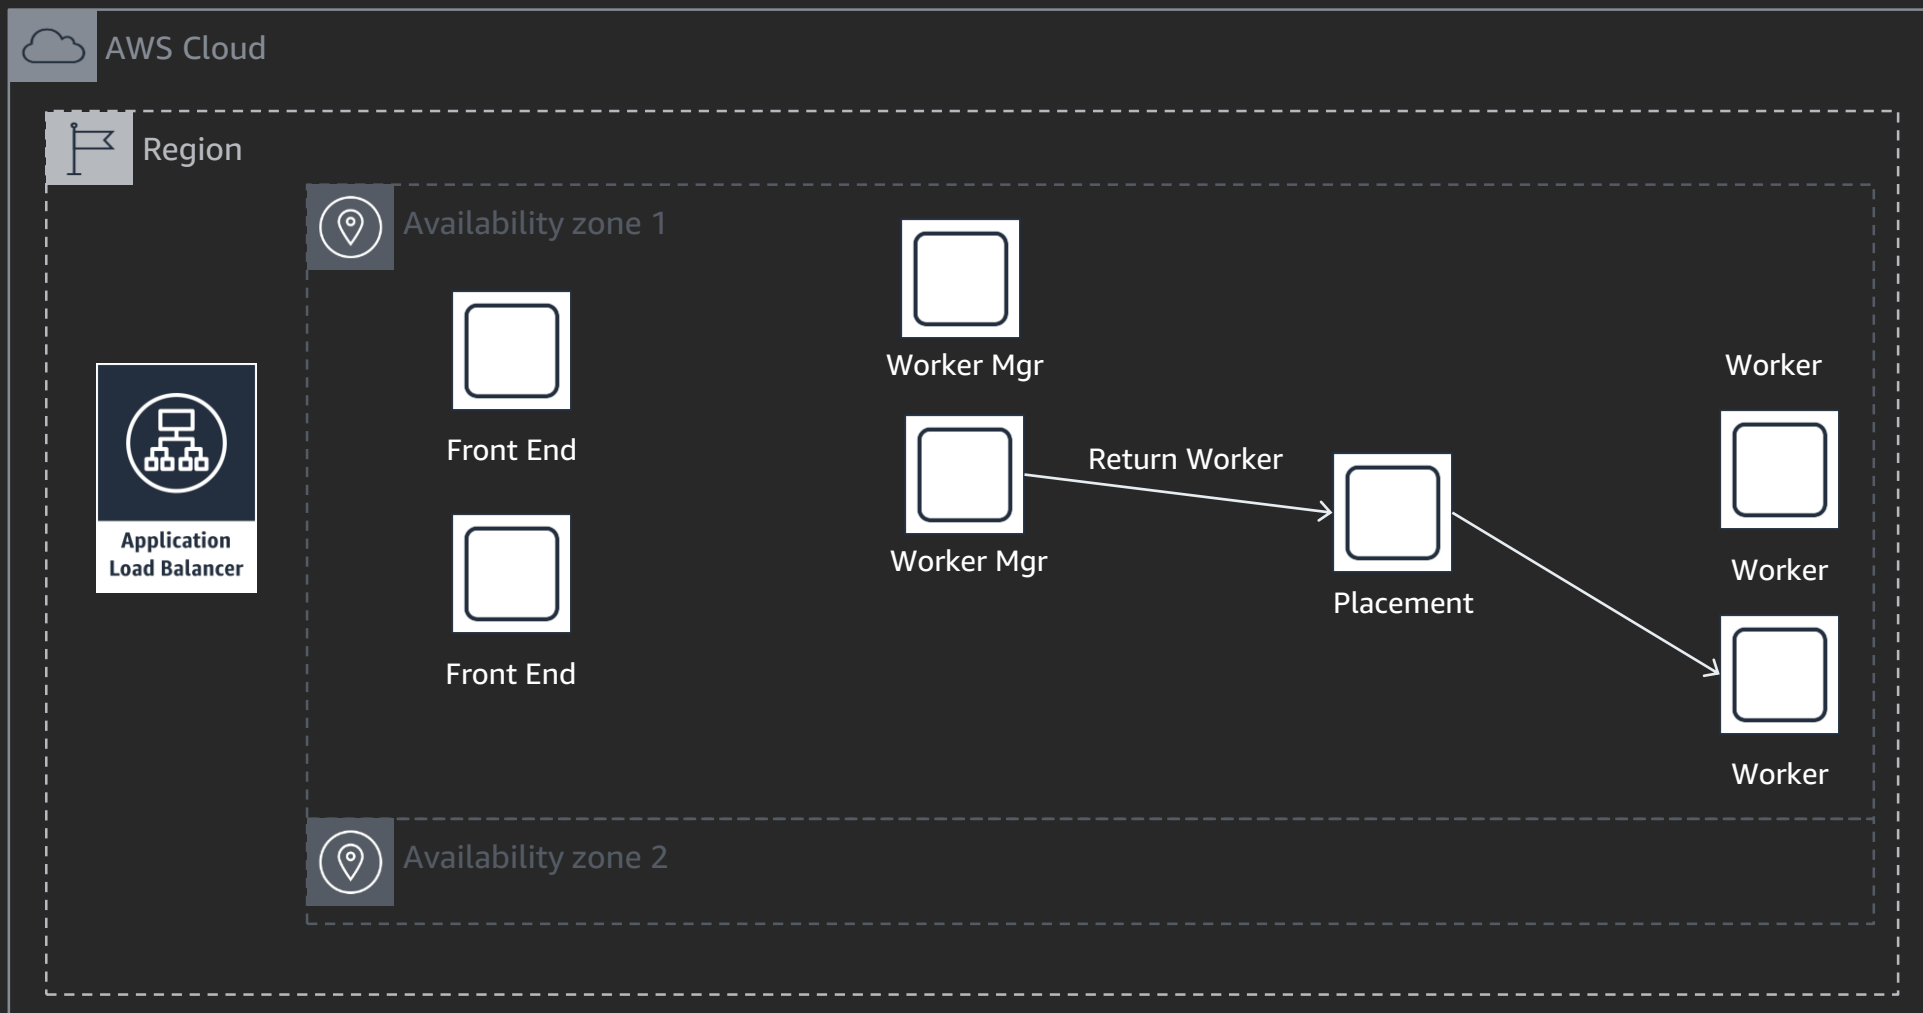 AWS Cloud
Region
Availability zone 1
Worker Mgr
Worker
Front End
Return Worker
Application
Load Balancer
Worker Mgr
Worker
Placement
Front End
Worker
Availability zone 2